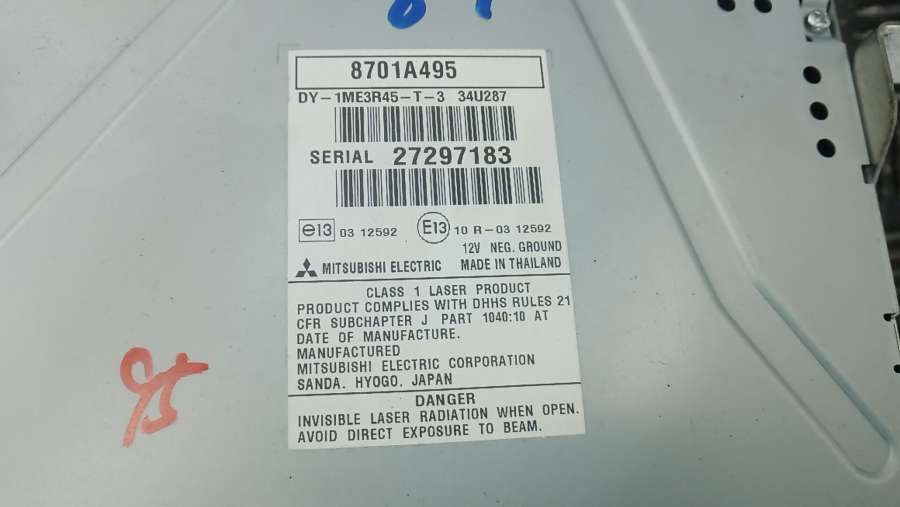 8701A495
DY-1ME3R45-T-3 34U287
SERIAL 27297183
e13 03 12592 E13 10 R-03 12592
12V NEG. GROUND
MITSUBISHI ELECTRIC MADE IN THAILAND
CLASS 1 LASER PRODUCT
PRODUCT COMPLIES WITH DHHS RULES 21
CFR SUBCHAPTER J PART 1040:10 AT
DATE OF MANUFACTURE.
MANUFACTURED
MITSUBISHI ELECTRIC CORPORATION
SANDA. HYOGO. JAPAN
95
DANGER
INVISIBLE LASER RADIATION WHEN OPEN.
AVOID DIRECT EXPOSURE TO BEAM.